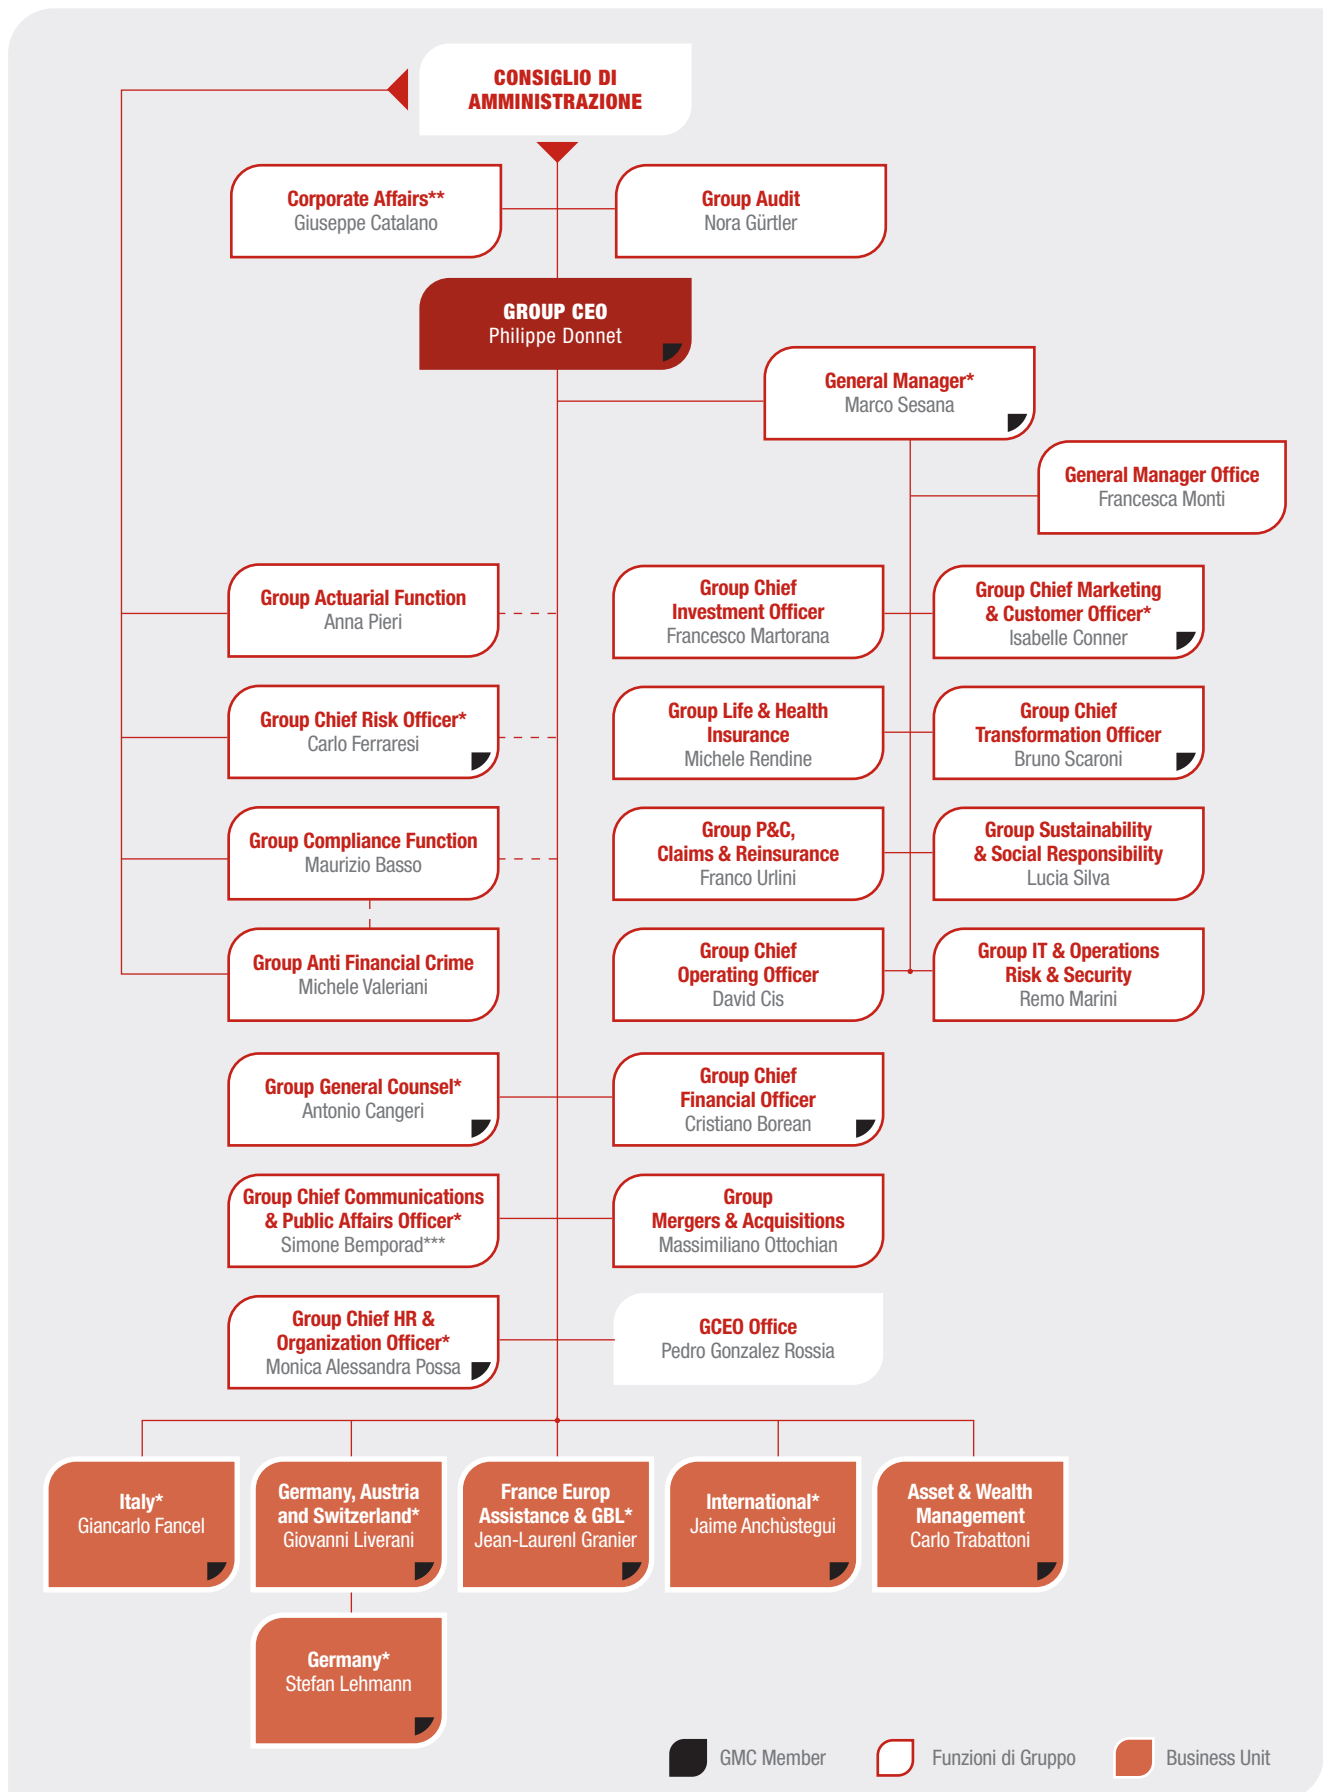 CONSIGLIO DI
AMMINISTRAZIONE
Corporate Affairs**
Giuseppe Catalano
Group Audit
Nora Gürtler
GROUP CEO
Philippe Donnet
General Manager*
Marco Sesana
General Manager Office
Francesca Monti
Group Actuarial Function
Anna Pieri
Group Chief
Investment Officer
Francesco Martorana
Group Chief Marketing
& Customer Officer*
Isabelle Conner
Group Chief Risk Officer*
Carlo Ferraresi
Group Life & Health
Insurance
Michele Rendine
Group Chief
Transformation Officer
Bruno Scaroni
Group Compliance Function
Maurizio Basso
Group P&C,
Claims & Reinsurance
Franco Urlini
Group Sustainability
& Social Responsibility
Lucia Silva
Group Anti Financial Crime
Michele Valeriani
Group Chief
Operating Officer
David Cis
Group IT & Operations
Risk & Security
Remo Marini
Group General Counsel*
Antonio Cangeri
Group Chief
Financial Officer
Cristiano Borean
Group Chief Communications
& Public Affairs Officer*
Simone Bemporad***
Group
Mergers & Acquisitions
Massimiliano Ottochian
Group Chief HR &
Organization Officer*
Monica Alessandra Possa
GCEO Office
Pedro Gonzalez Rossia
Italy*
Giancarlo Fancel
Germany, Austria
and Switzerland*
Giovanni Liverani
France Europ
Assistance & GBL*
Jean-Laurenl Granier
International*
Jaime Anchùstegui
Asset & Wealth
Management
Carlo Trabattoni
Germany*
Stefan Lehmann
GMC Member
Funzioni di Gruppo
Business Unit